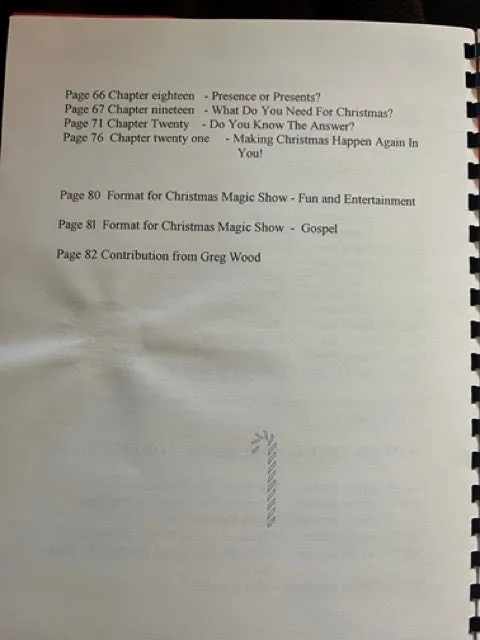 Page 66 Chapter eighteen - Presence or Presents?
Page 67 Chapter nineteen - What Do You Need For Christmas?
Page 71 Chapter Twenty - Do You Know The Answer?
Page 76 Chapter twenty one - Making Christmas Happen Again In
You!
Page 80 Format for Christmas Magic Show - Fun and Entertainment
Page 81 Format for Christmas Magic Show - Gospel
Page 82 Contribution from Greg Wood